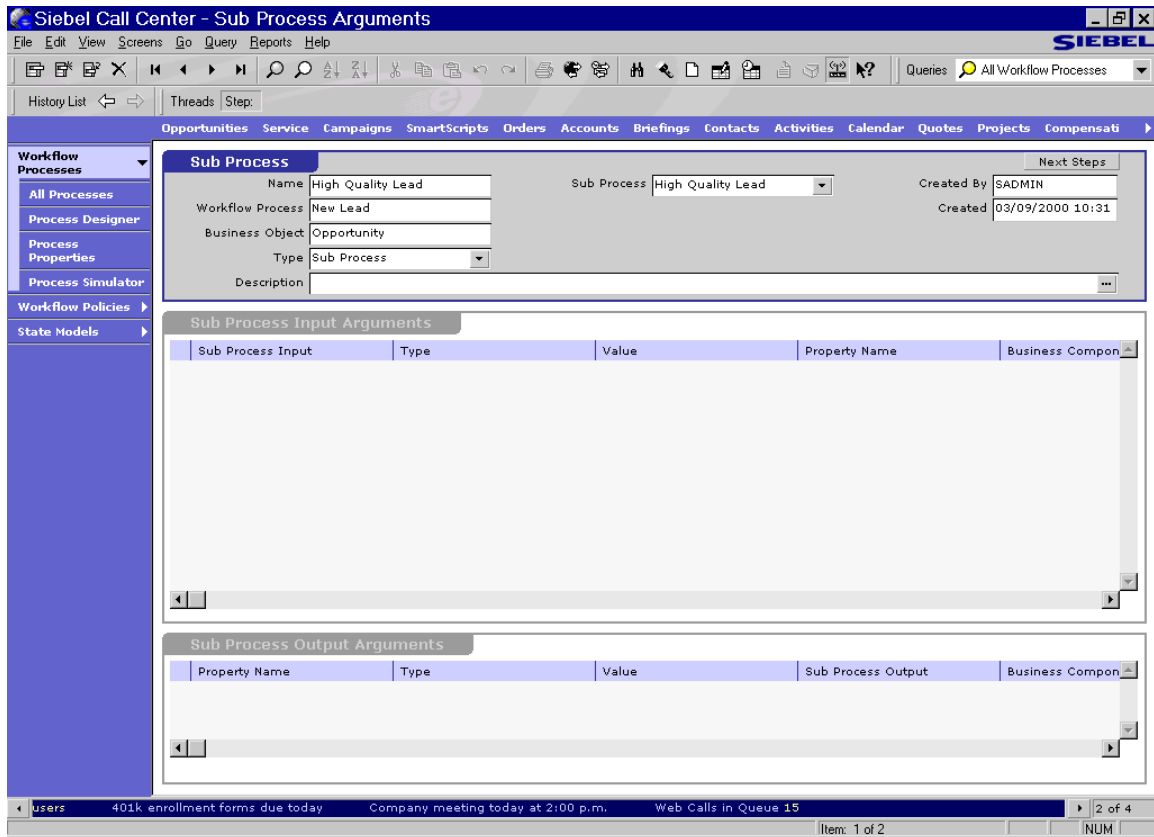 Siebel Call Center - Sub Process Arguments
File Edit View Screens Go Query Reports Help
SIEBEL
Queries All Workflow Processes
History List Threads Step:
Opportunities Service Campaigns SmartScripts Orders Accounts Briefings Contacts Activities Calendar Quotes Projects Compensati
Workflow Processes
All Processes
Process Designer
Process Properties
Process Simulator
Workflow Policies
State Models
Sub Process Next Steps
Name High Quality Lead Sub Process High Quality Lead Created By SADMIN
Workflow Process New Lead Created 03/09/2000 10:31
Business Object Opportunity
Type Sub Process
Description
Sub Process Input Arguments
Sub Process Input Type Value Property Name Business Compon
Sub Process Output Arguments
Property Name Type Value Sub Process Output Business Compon
users 401k enrollment forms due today Company meeting today at 2:00 p.m. Web Calls in Queue 15 2 of 4
Item: 1 of 2 NUM